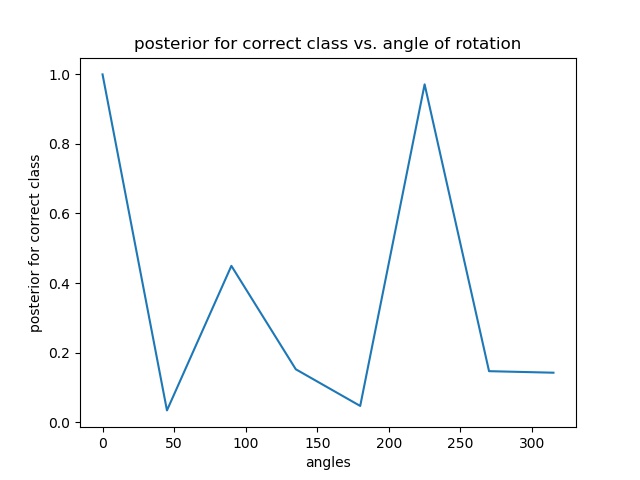 posterior for correct class vs. angle of rotation
1.0
0.8
0.6
0.4
0.2
0.0
posterior for correct class
0 50 100 150 200 250 300
angles